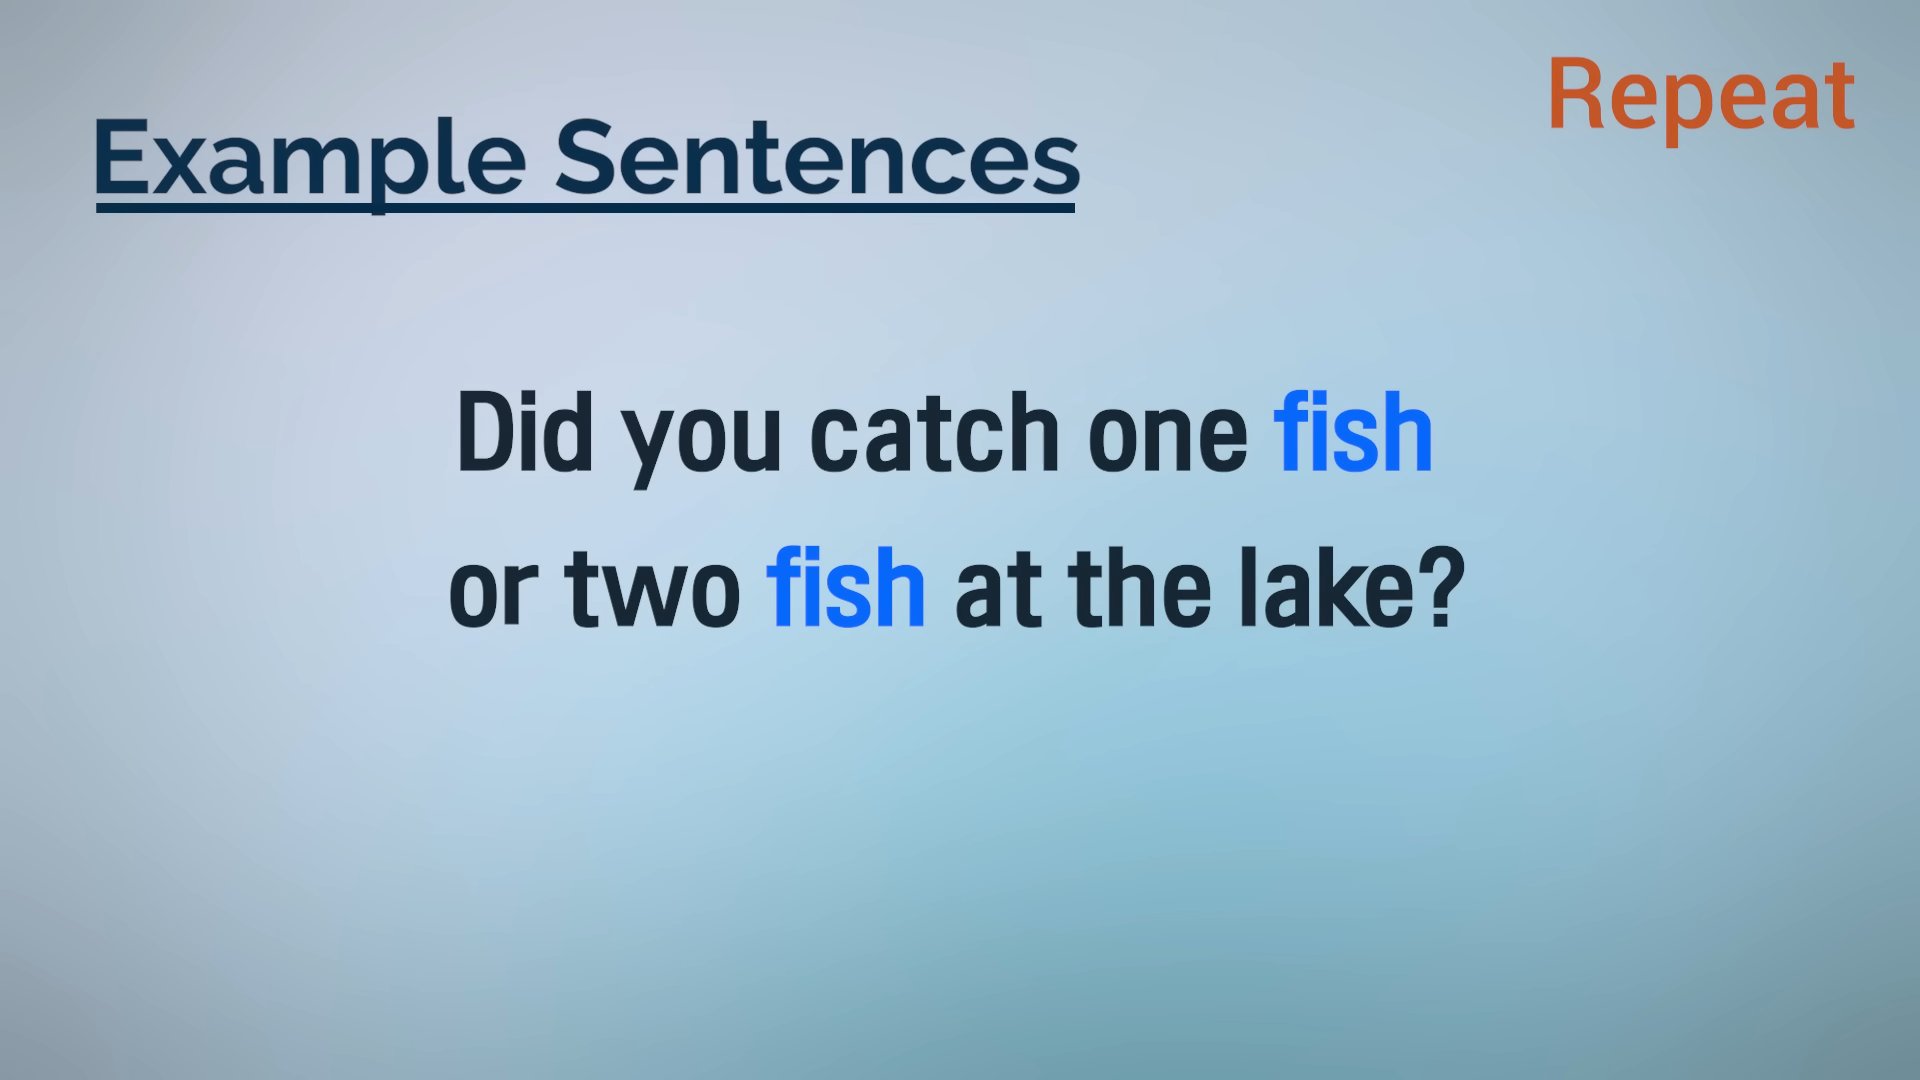 Repeat
Example Sentences
Did you catch one fish
or two fish at the lake?